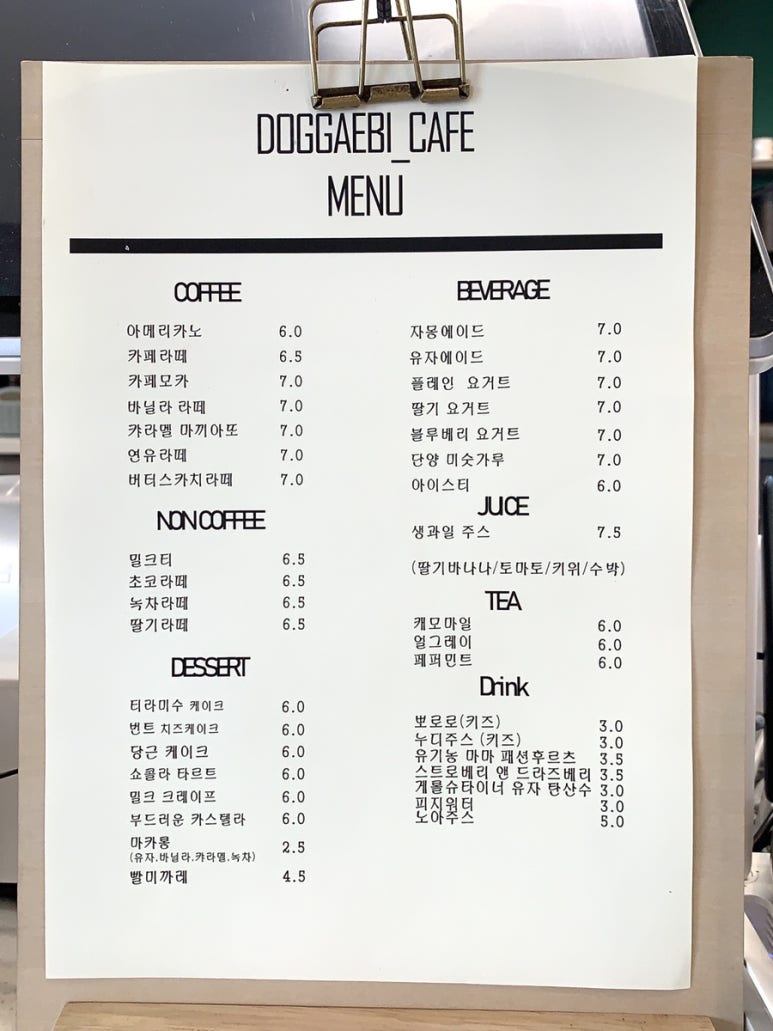 DOGGAEBI_CAFE
MENU
COFFEE
아메리카노 6.0
카페라떼 6.5
카페모카 7.0
바닐라 라떼 7.0
캬라멜 마끼아또 7.0
연유라떼 7.0
버터스카치라떼 7.0
NON COFFEE
밀크티 6.5
초코라떼 6.5
녹차라떼 6.5
딸기라떼 6.5
DESSERT
티라미수 케이크 6.0
번트 치즈케이크 6.0
당근 케이크 6.0
쇼콜라 타르트 6.0
밀크 크레이프 6.0
부드러운 카스텔라 6.0
마카롱 2.5
(유자.바닐라.카라멜.녹차)
빨미까레 4.5
BEVERAGE
자몽에이드 7.0
유자에이드 7.0
플레인 요거트 7.0
딸기 요거트 7.0
블루베리 요거트 7.0
단양 미숫가루 7.0
아이스티 6.0
JUICE
생과일 주스 7.5
(딸기바나나/토마토/키위/수박)
TEA
캐모마일 6.0
얼그레이 6.0
페퍼민트 6.0
Drink
뽀로로(키즈) 3.0
누디주스 (키즈) 3.0
유기농 마마 패션후르츠 3.5
스트로베리 앤 드라즈베리 3.5
게롤슈타이너 유자 탄산수 3.0
피지워터 3.0
노아주스 5.0